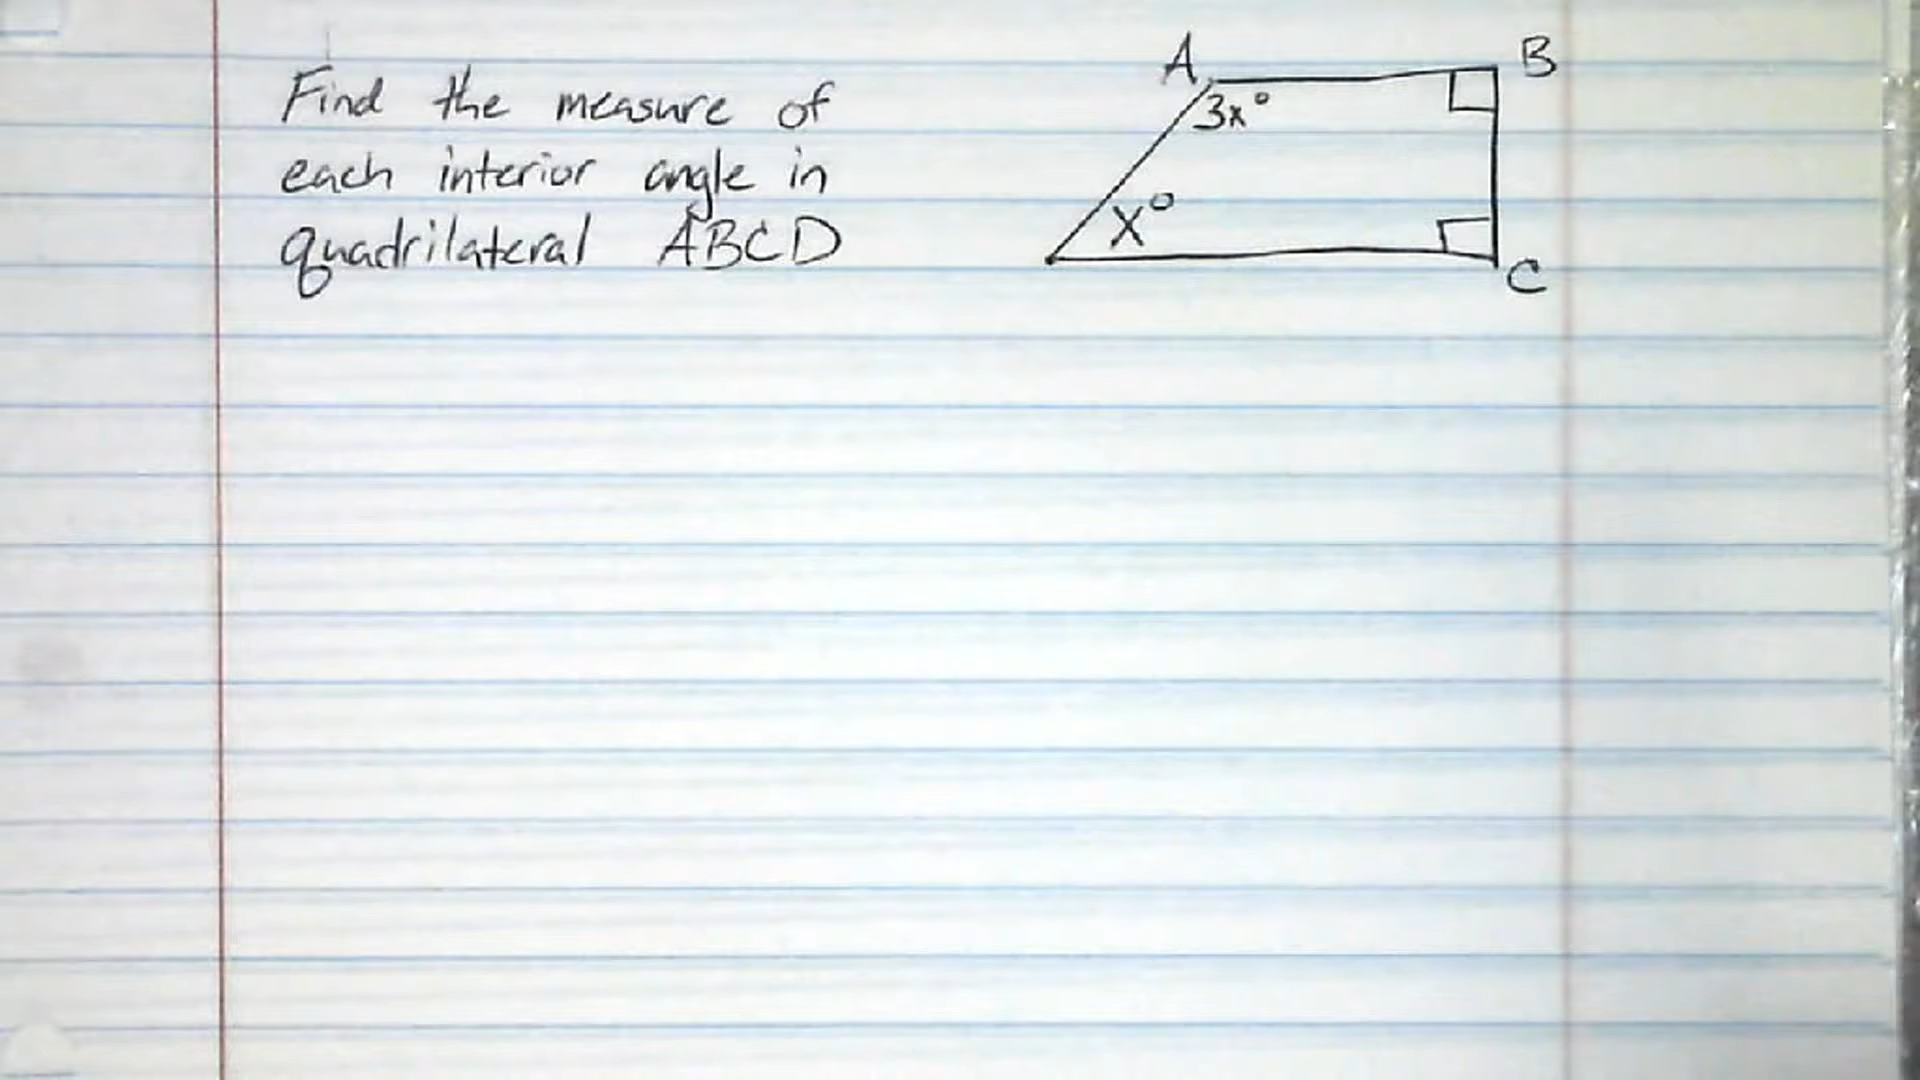 Find the measure of
each interior angle in
quadrilateral ABCD
A
B
3x°
x°
C